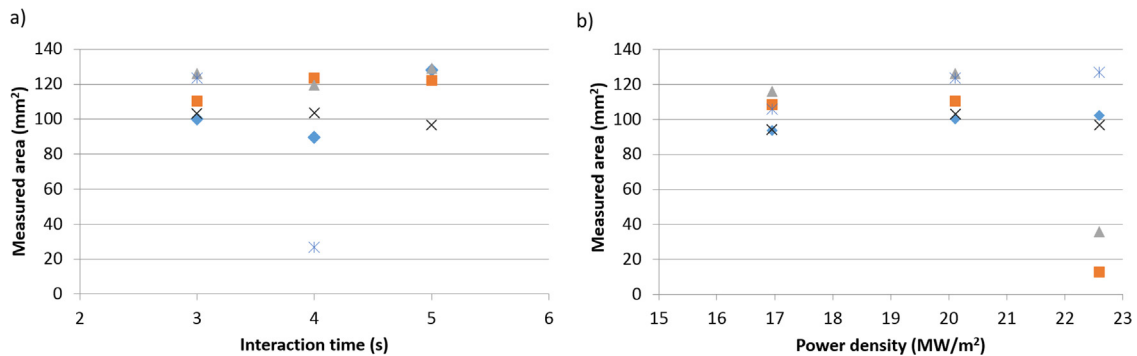 a)
140
120
100
80
60
40
20
0
2 3 4 5 6
Measured area (mm²)
Interaction time (s)
b)
140
120
100
80
60
40
20
0
15 16 17 18 19 20 21 22 23
Measured area (mm²)
Power density (MW/m²)